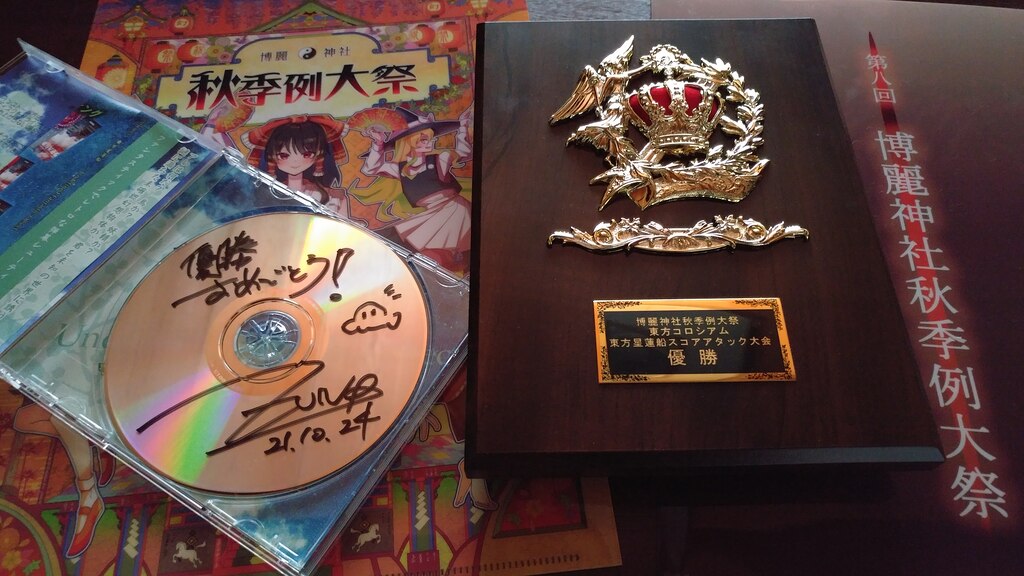 博麗 神社
秋季例大祭
優勝
おめでとう!
ZUN
21.10.24
博麗神社秋季例大祭
東方コロシアム
東方星蓮船スコアアタック大会
優勝
第八回
博麗神社秋季例大祭